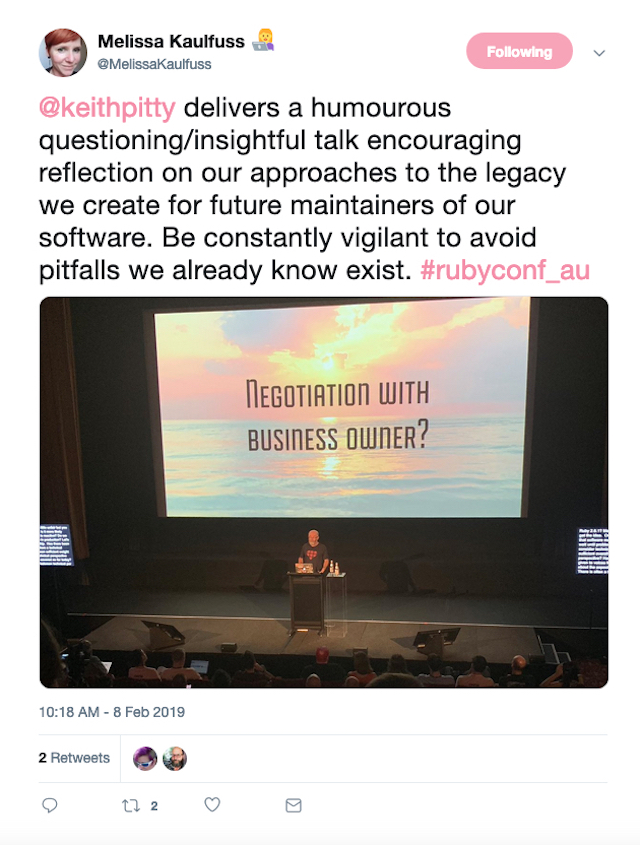 Melissa Kaulfuss
@MelissaKaulfuss
Following
@keithpitty delivers a humourous
questioning/insightful talk encouraging
reflection on our approaches to the legacy
we create for future maintainers of our
software. Be constantly vigilant to avoid
pitfalls we already know exist. #rubyconf_au
NEGOTIATION WITH
BUSINESS OWNER?
10:18 AM - 8 Feb 2019
2 Retweets
2